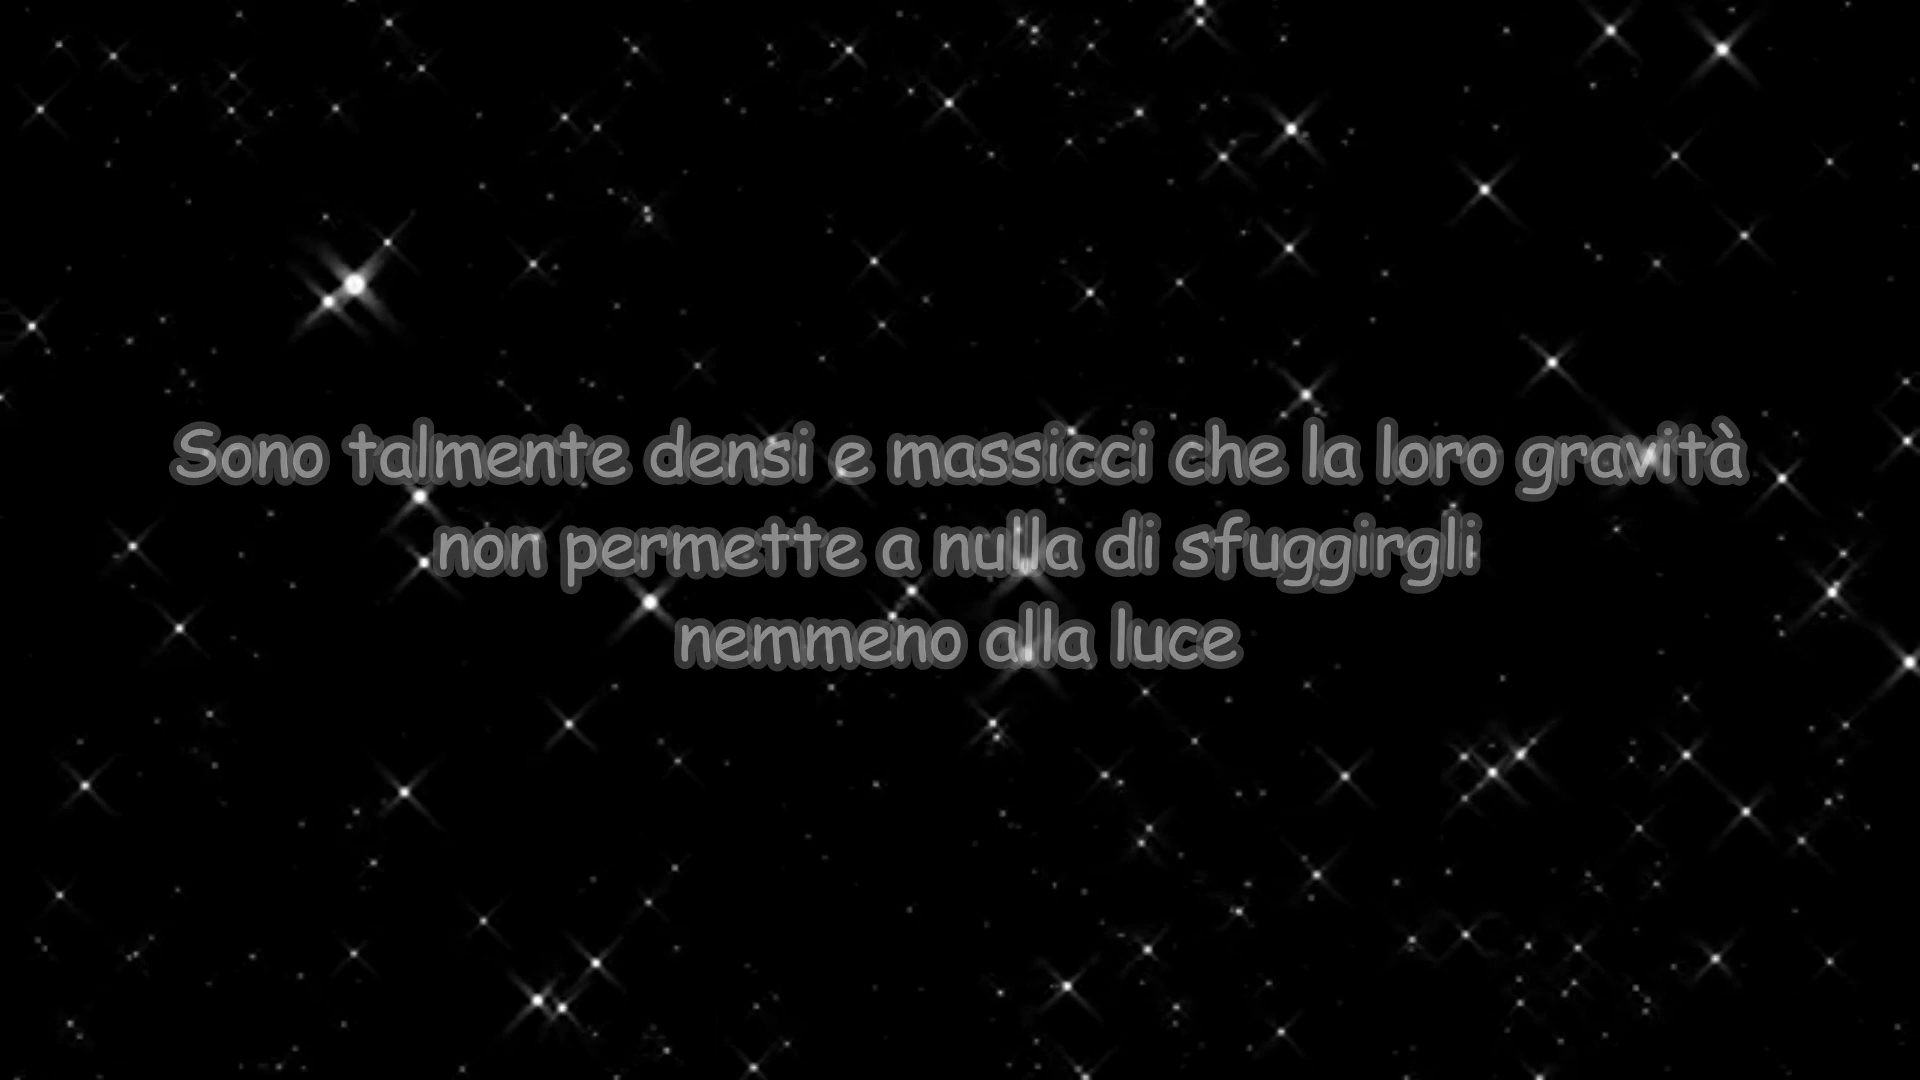 Sono talmente densi e massicci che la loro gravità
non permette a nulla di sfuggirgli
nemmeno alla luce